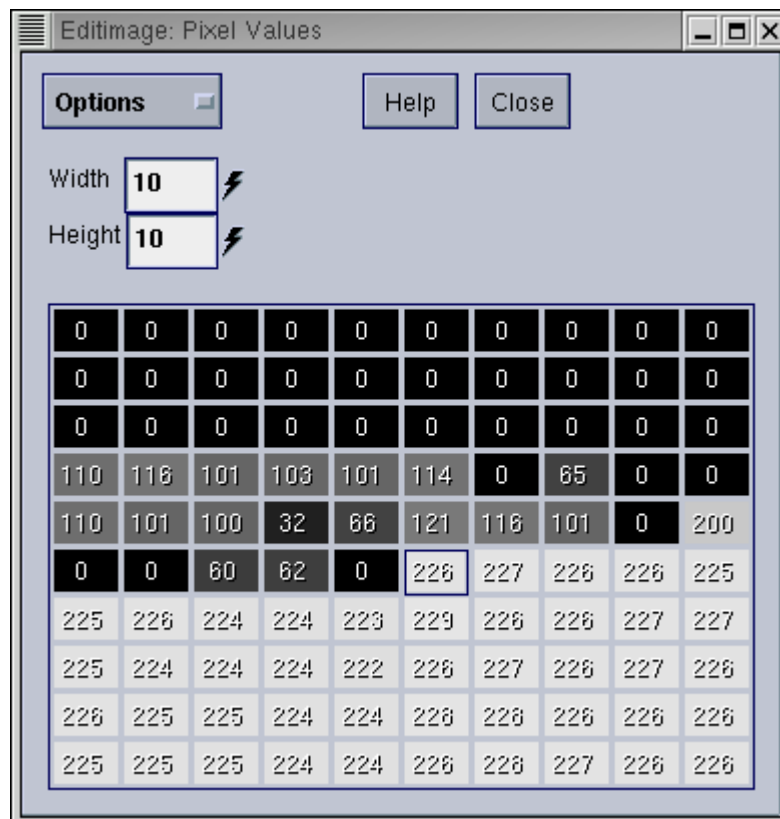 Editimage: Pixel Values
Options Help Close
Width 10
Height 10
0 0 0 0 0 0 0 0 0 0
0 0 0 0 0 0 0 0 0 0
0 0 0 0 0 0 0 0 0 0
110 116 101 103 101 114 0 65 0 0
110 101 100 32 66 121 116 101 0 200
0 0 60 62 0 226 227 226 226 225
225 226 224 224 223 229 226 226 227 227
225 224 224 224 222 226 227 226 227 226
226 225 225 224 224 228 228 226 226 226
225 225 225 224 224 226 226 227 226 226